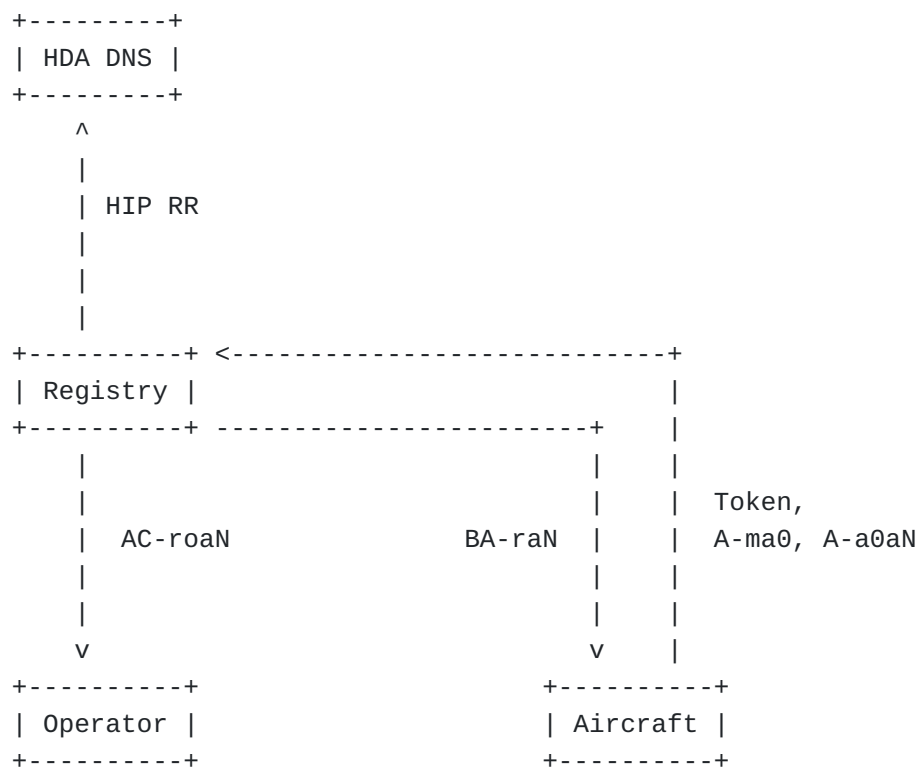 HDA DNS
HIP RR
Registry
Token,
AC-roaN BA-raN A-ma0, A-a0aN
Operator Aircraft